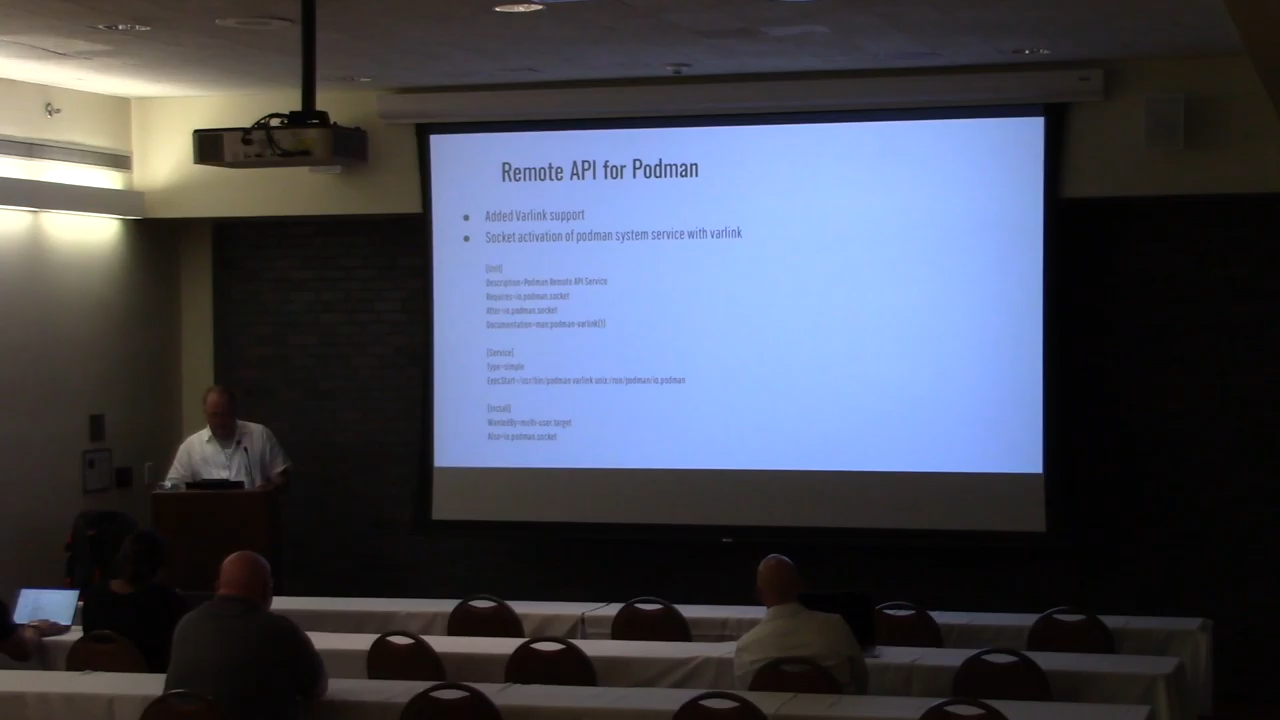 Remote API for Podman
● Added Varlink support
● Socket activation of podman system service with varlink
[Unit]
Description=Podman Remote API Service
Requires=io.podman.socket
After=io.podman.socket
Documentation=man:podman-varlink(1)
[Service]
Type=simple
ExecStart=/usr/bin/podman varlink unix:/run/podman/io.podman
[Install]
WantedBy=multi-user.target
Also=io.podman.socket